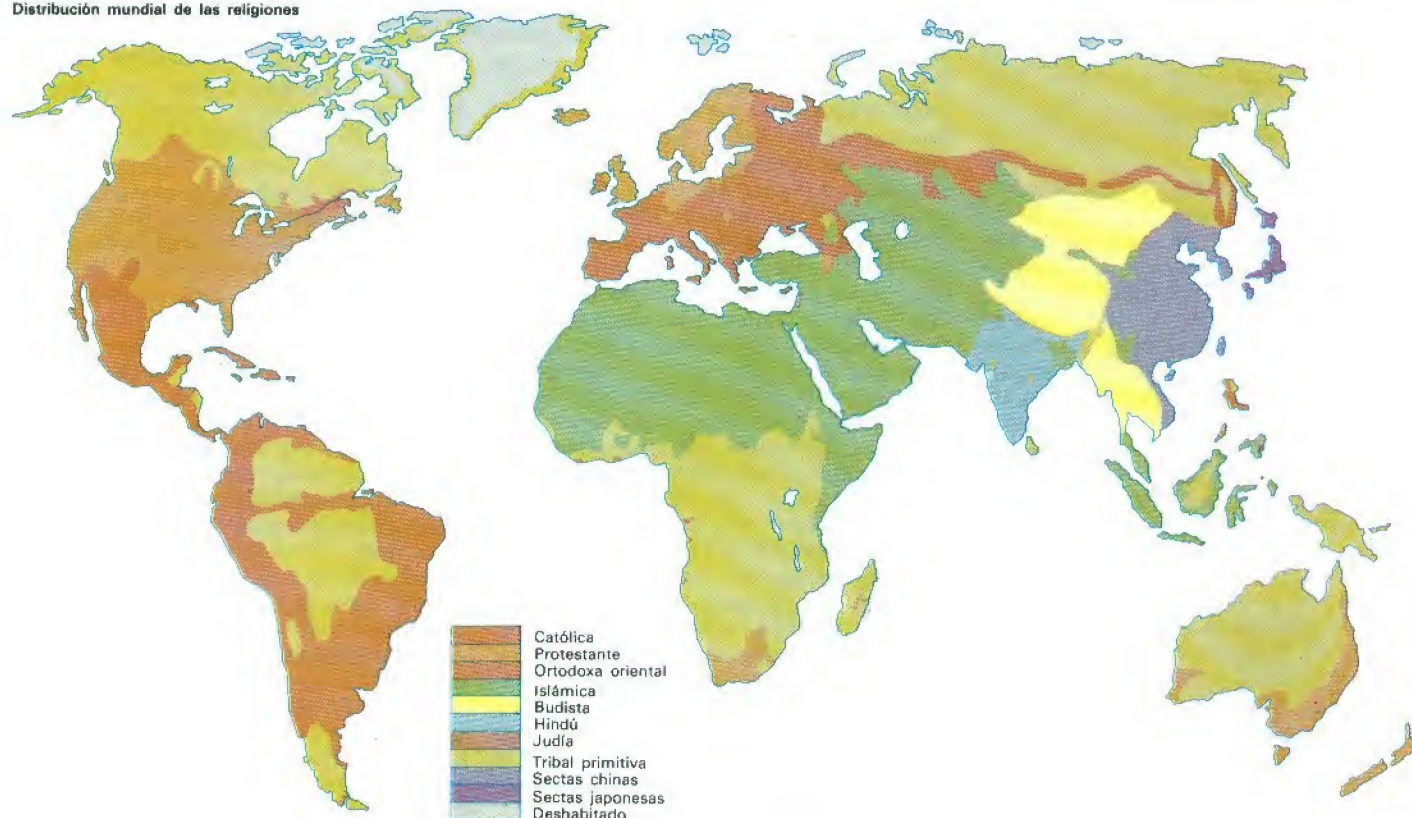 Distribución mundial de las religiones
Católica
Protestante
Ortodoxa oriental
Islámica
Budista
Hindú
Judía
Tribal primitiva
Sectas chinas
Sectas japonesas
Deshabitado